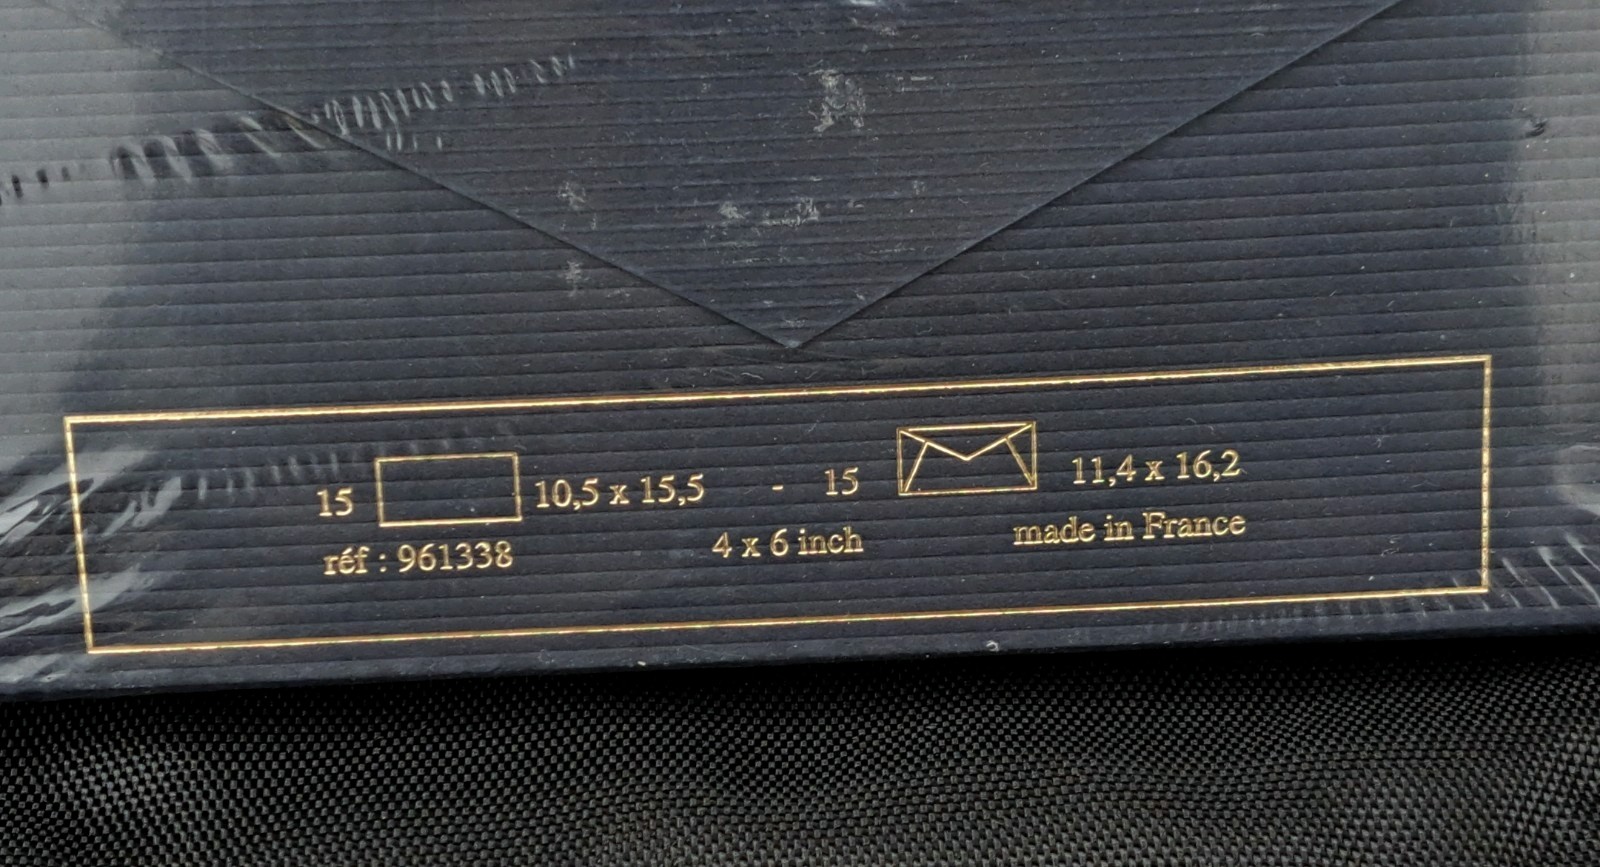 15 10,5 x 15,5 - 15 11,4 x 16,2
réf : 961338 4 x 6 inch made in France